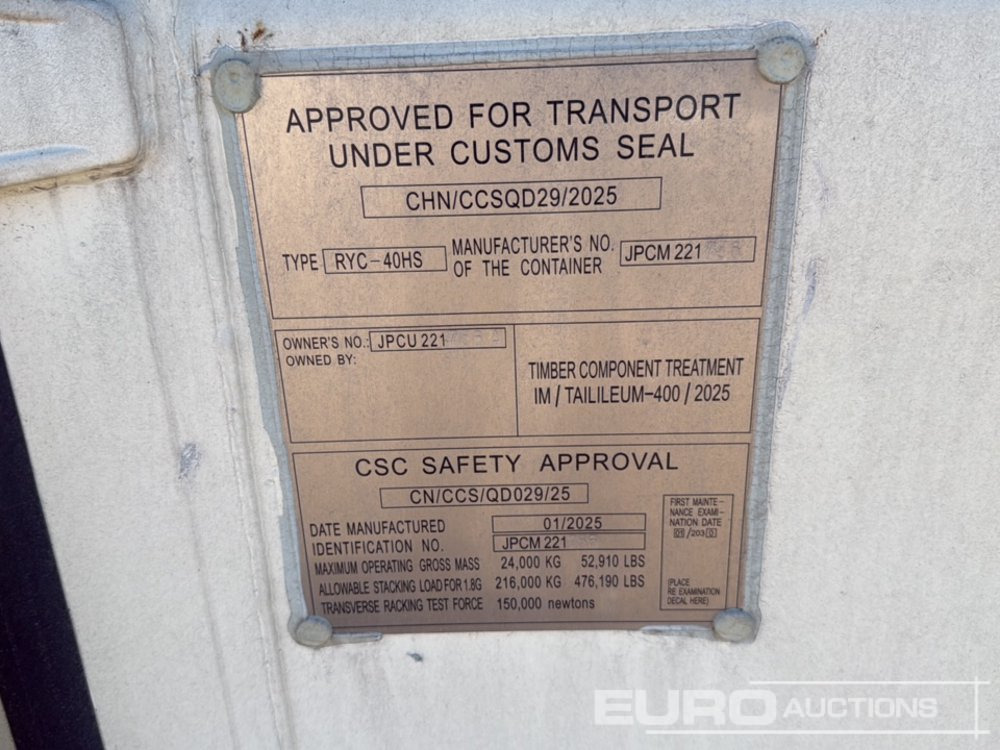 APPROVED FOR TRANSPORT
UNDER CUSTOMS SEAL
CHN/CCSQD29/2025
TYPE RYC-40HS MANUFACTURER'S NO. OF THE CONTAINER JPCM 221
OWNER'S NO.: JPCU 221
OWNED BY:
TIMBER COMPONENT TREATMENT
IM / TAILILEUM-400 / 2025
CSC SAFETY APPROVAL
CN/CCS/QD029/25
DATE MANUFACTURED 01/2025
IDENTIFICATION NO. JPCM 221
MAXIMUM OPERATING GROSS MASS 24,000 KG 52,910 LBS
ALLOWABLE STACKING LOAD FOR 1.8G 216,000 KG 476,190 LBS
TRANSVERSE RACKING TEST FORCE 150,000 newtons
FIRST MAINTE-
NANCE EXAMI-
NATION DATE
01/2030
(PLACE
RE EXAMINATION
DECAL HERE)
EURO AUCTIONS